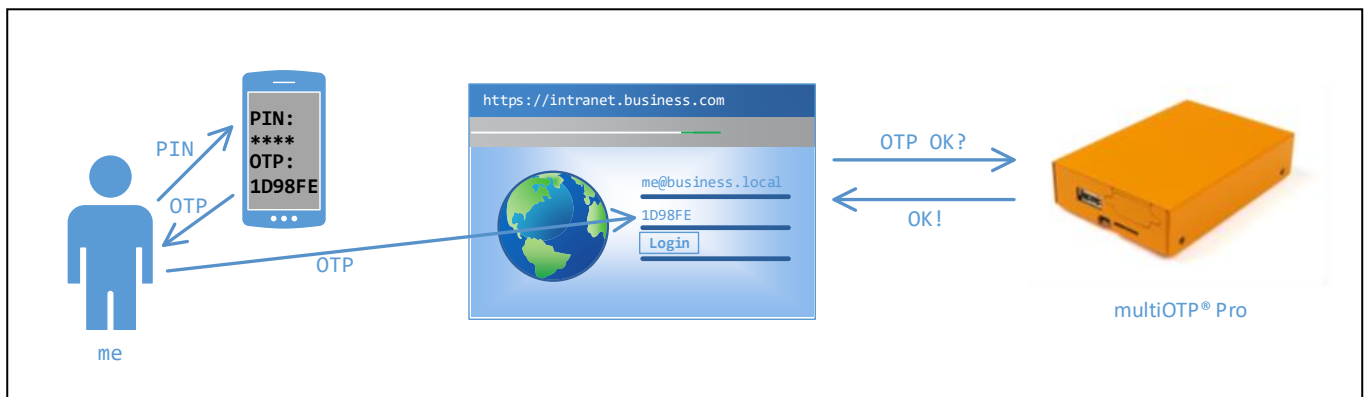 PIN
OTP
me
PIN:
****
OTP:
1D98FE
OTP
https://intranet.business.com
me@business.local
1D98FE
Login
OTP OK?
OK!
multiOTP® Pro